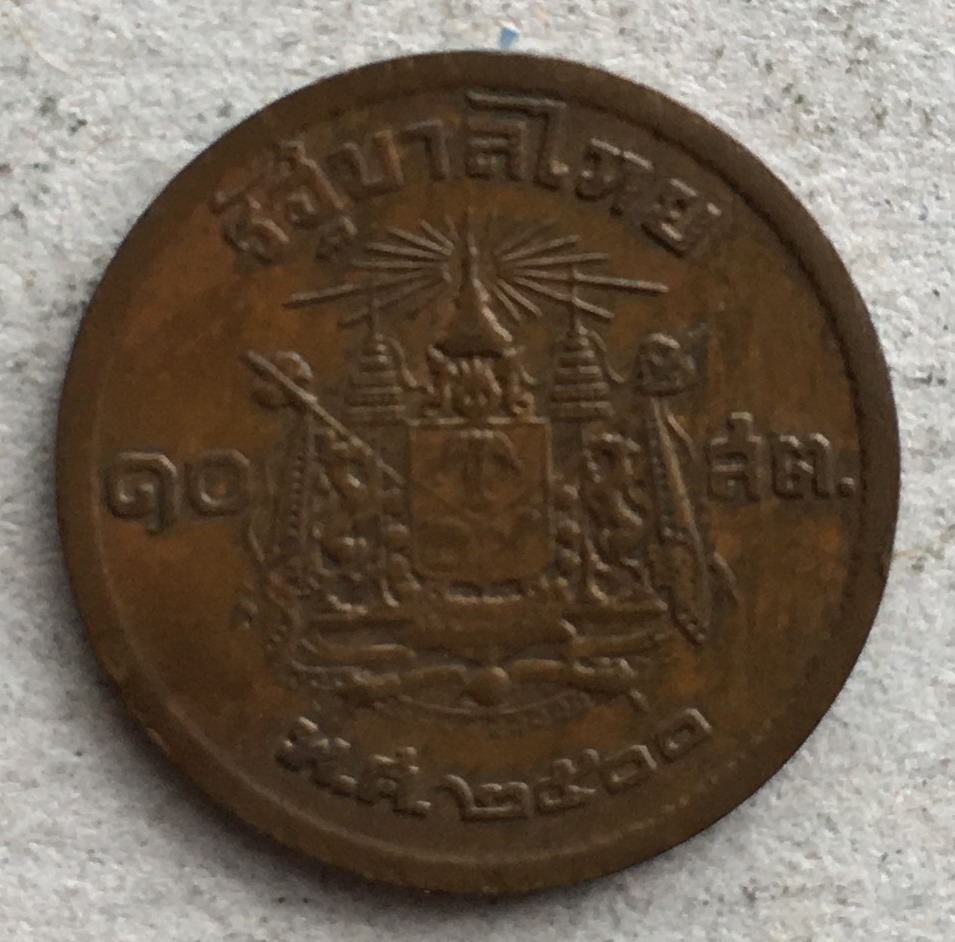 รัฐบาลไทย
๑๐ สต.
พ.ศ. ๒๕๐๐